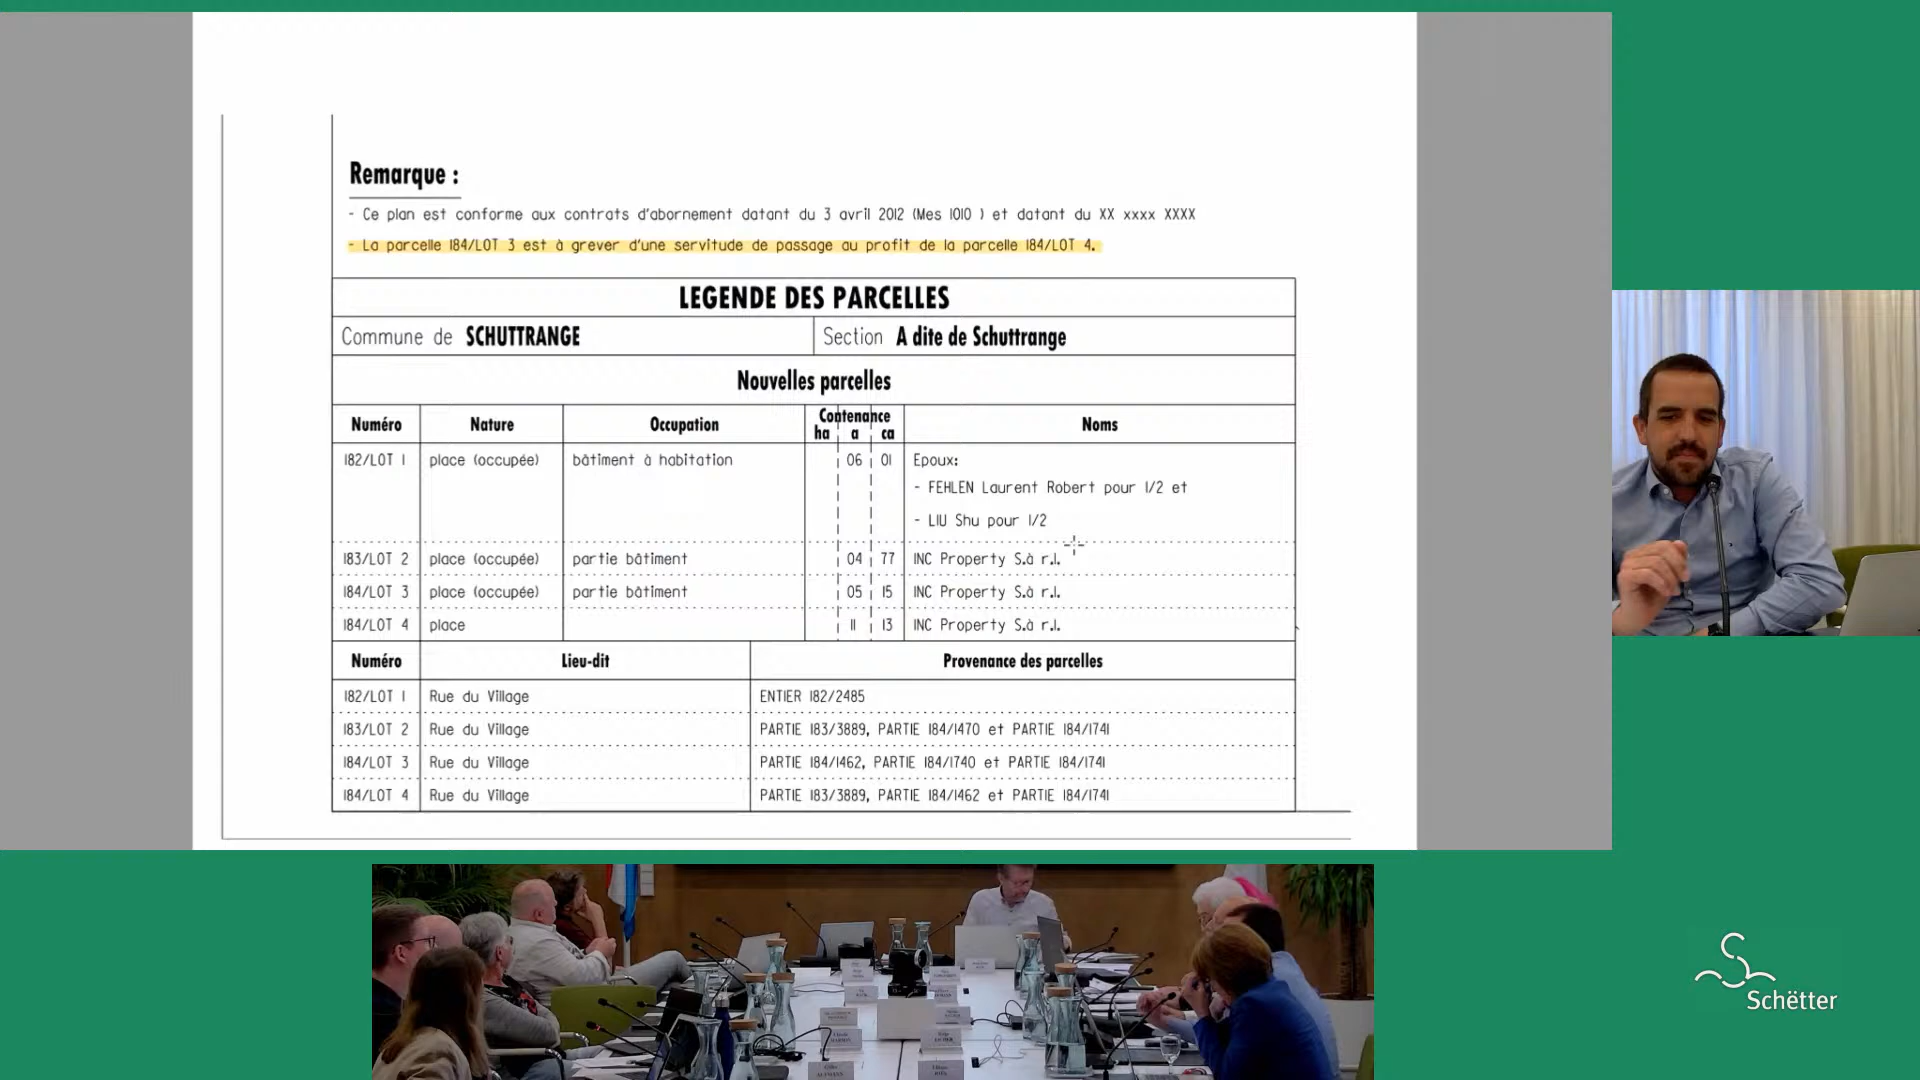 Remarque :
- Ce plan est conforme aux contrats d'abornement datant du 3 avril 2012 (Mes 1010 ) et datant du XX xxxx XXXX
- La parcelle 184/LOT 3 est à grever d'une servitude de passage au profit de la parcelle 184/LOT 4.
LEGENDE DES PARCELLES
Commune de SCHUTTRANGE Section A dite de Schuttrange
Nouvelles parcelles
Numéro Nature Occupation Contenance Noms
ha a ca
182/LOT 1 place (occupée) bâtiment à habitation 06 01 Epoux:
- FEHLEN Laurent Robert pour 1/2 et
- LIU Shu pour 1/2
183/LOT 2 place (occupée) partie bâtiment 04 77 INC Property S.à r.l.
184/LOT 3 place (occupée) partie bâtiment 05 15 INC Property S.à r.l.
184/LOT 4 place 11 13 INC Property S.à r.l.
Numéro Lieu-dit Provenance des parcelles
182/LOT 1 Rue du Village ENTIER 182/2485
183/LOT 2 Rue du Village PARTIE 183/3889, PARTIE 184/1470 et PARTIE 184/1741
184/LOT 3 Rue du Village PARTIE 184/1462, PARTIE 184/1740 et PARTIE 184/1741
184/LOT 4 Rue du Village PARTIE 183/3889, PARTIE 184/1462 et PARTIE 184/1741
Schëtter